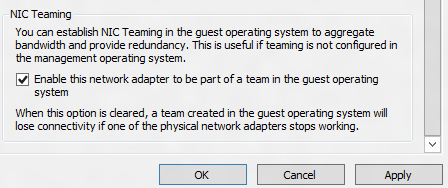 NIC Teaming
You can establish NIC Teaming in the guest operating system to aggregate
bandwidth and provide redundancy. This is useful if teaming is not configured in
the management operating system.
Enable this network adapter to be part of a team in the guest operating
system
When this option is cleared, a team created in the guest operating system will
lose connectivity if one of the physical network adapters stops working.
OK Cancel Apply